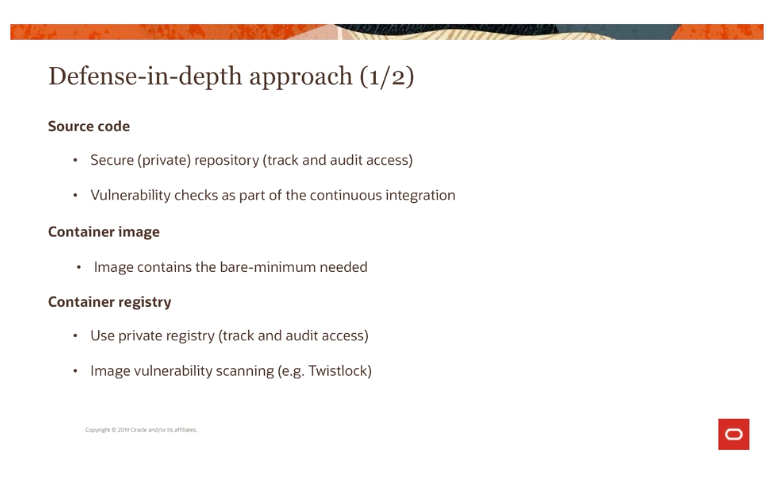 Defense-in-depth approach (1/2)
Source code
• Secure (private) repository (track and audit access)
• Vulnerability checks as part of the continuous integration
Container image
• Image contains the bare-minimum needed
Container registry
• Use private registry (track and audit access)
• Image vulnerability scanning (e.g. Twistlock)
Copyright © 2019 Oracle and/or its affiliates.